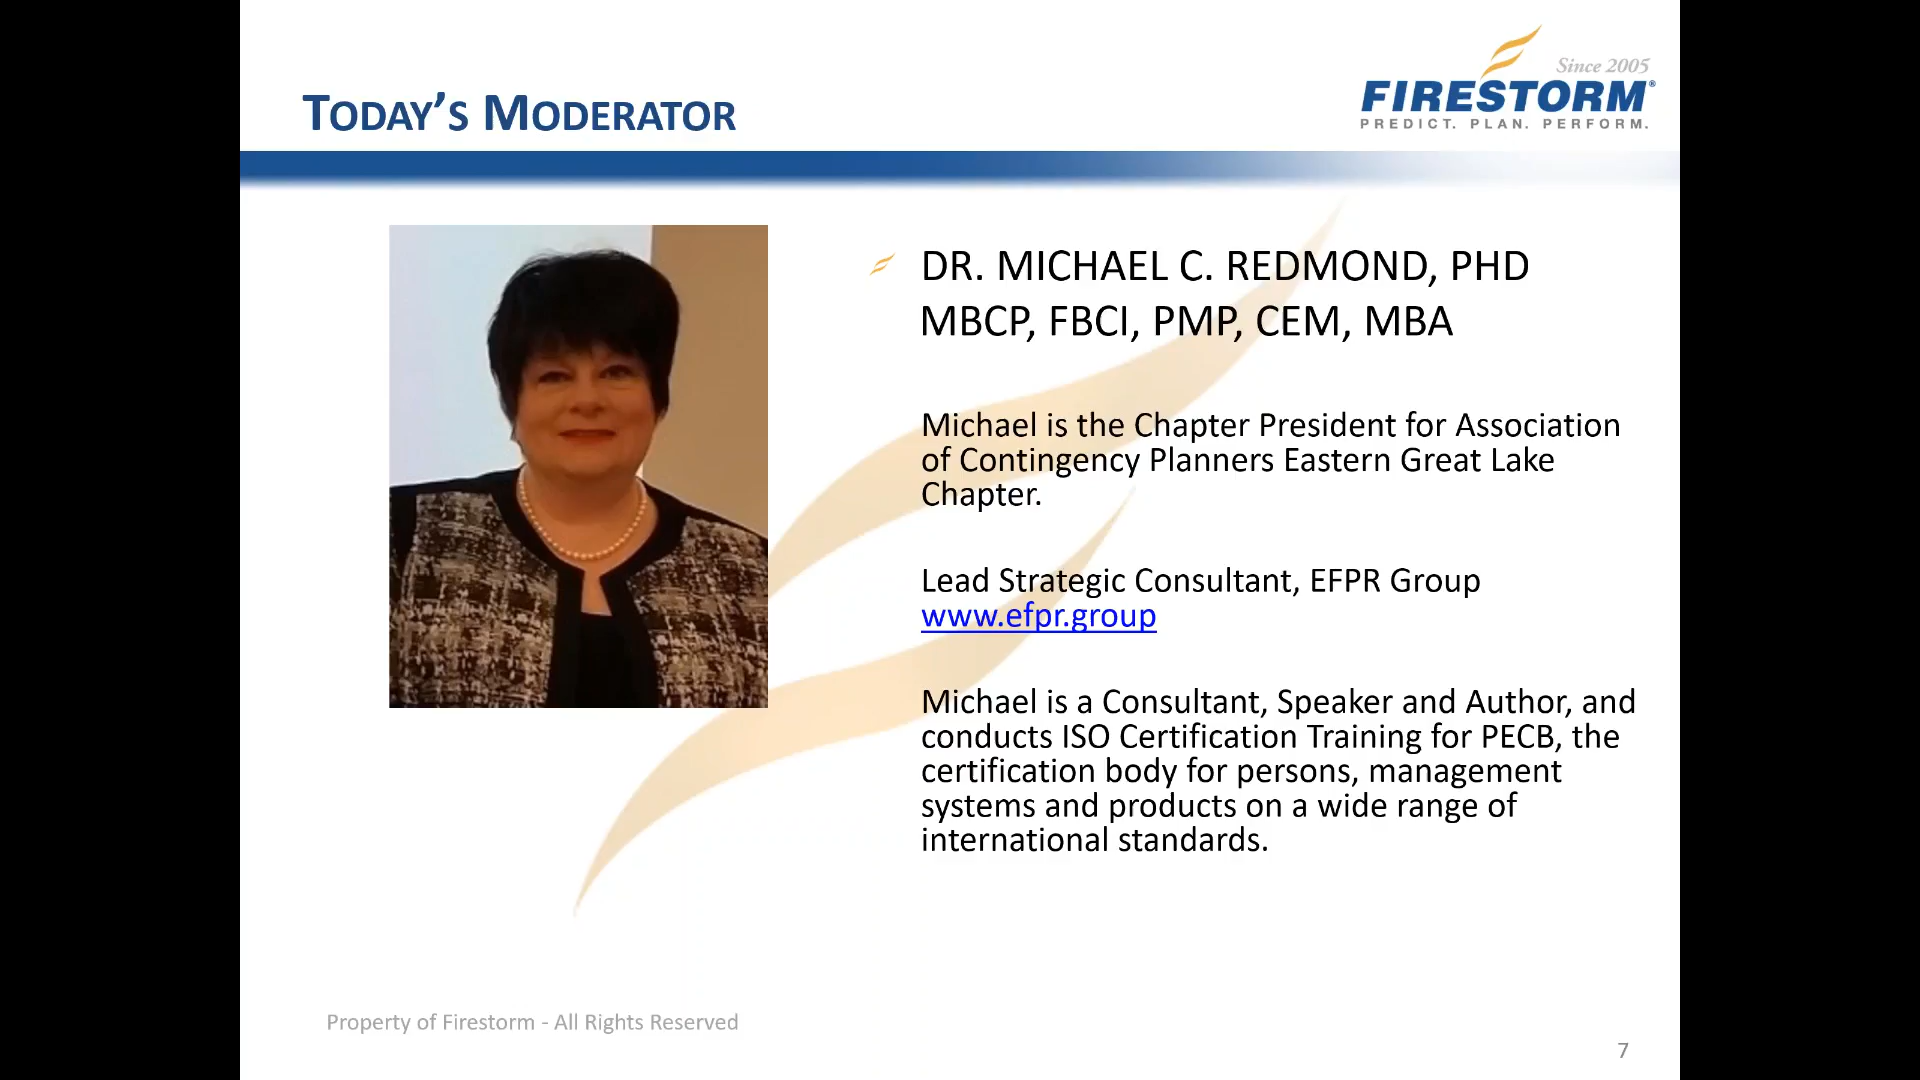 TODAY'S MODERATOR
Since 2005
FIRESTORM®
PREDICT. PLAN. PERFORM.
DR. MICHAEL C. REDMOND, PHD
MBCP, FBCI, PMP, CEM, MBA
Michael is the Chapter President for Association
of Contingency Planners Eastern Great Lake
Chapter.
Lead Strategic Consultant, EFPR Group
www.efpr.group
Michael is a Consultant, Speaker and Author, and
conducts ISO Certification Training for PECB, the
certification body for persons, management
systems and products on a wide range of
international standards.
Property of Firestorm - All Rights Reserved
7